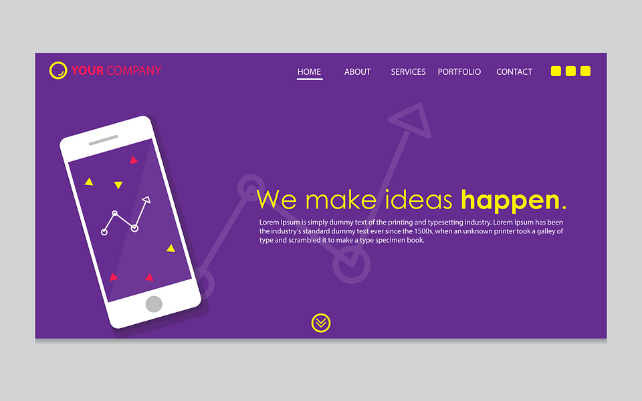 YOUR COMPANY
HOME ABOUT SERVICES PORTFOLIO CONTACT
We make ideas happen.
Lorem Ipsum is simply dummy text of the printing and typesetting industry. Lorem Ipsum has been
the industry's standard dummy text ever since the 1500s, when an unknown printer took a galley of
type and scrambled it to make a type specimen book.